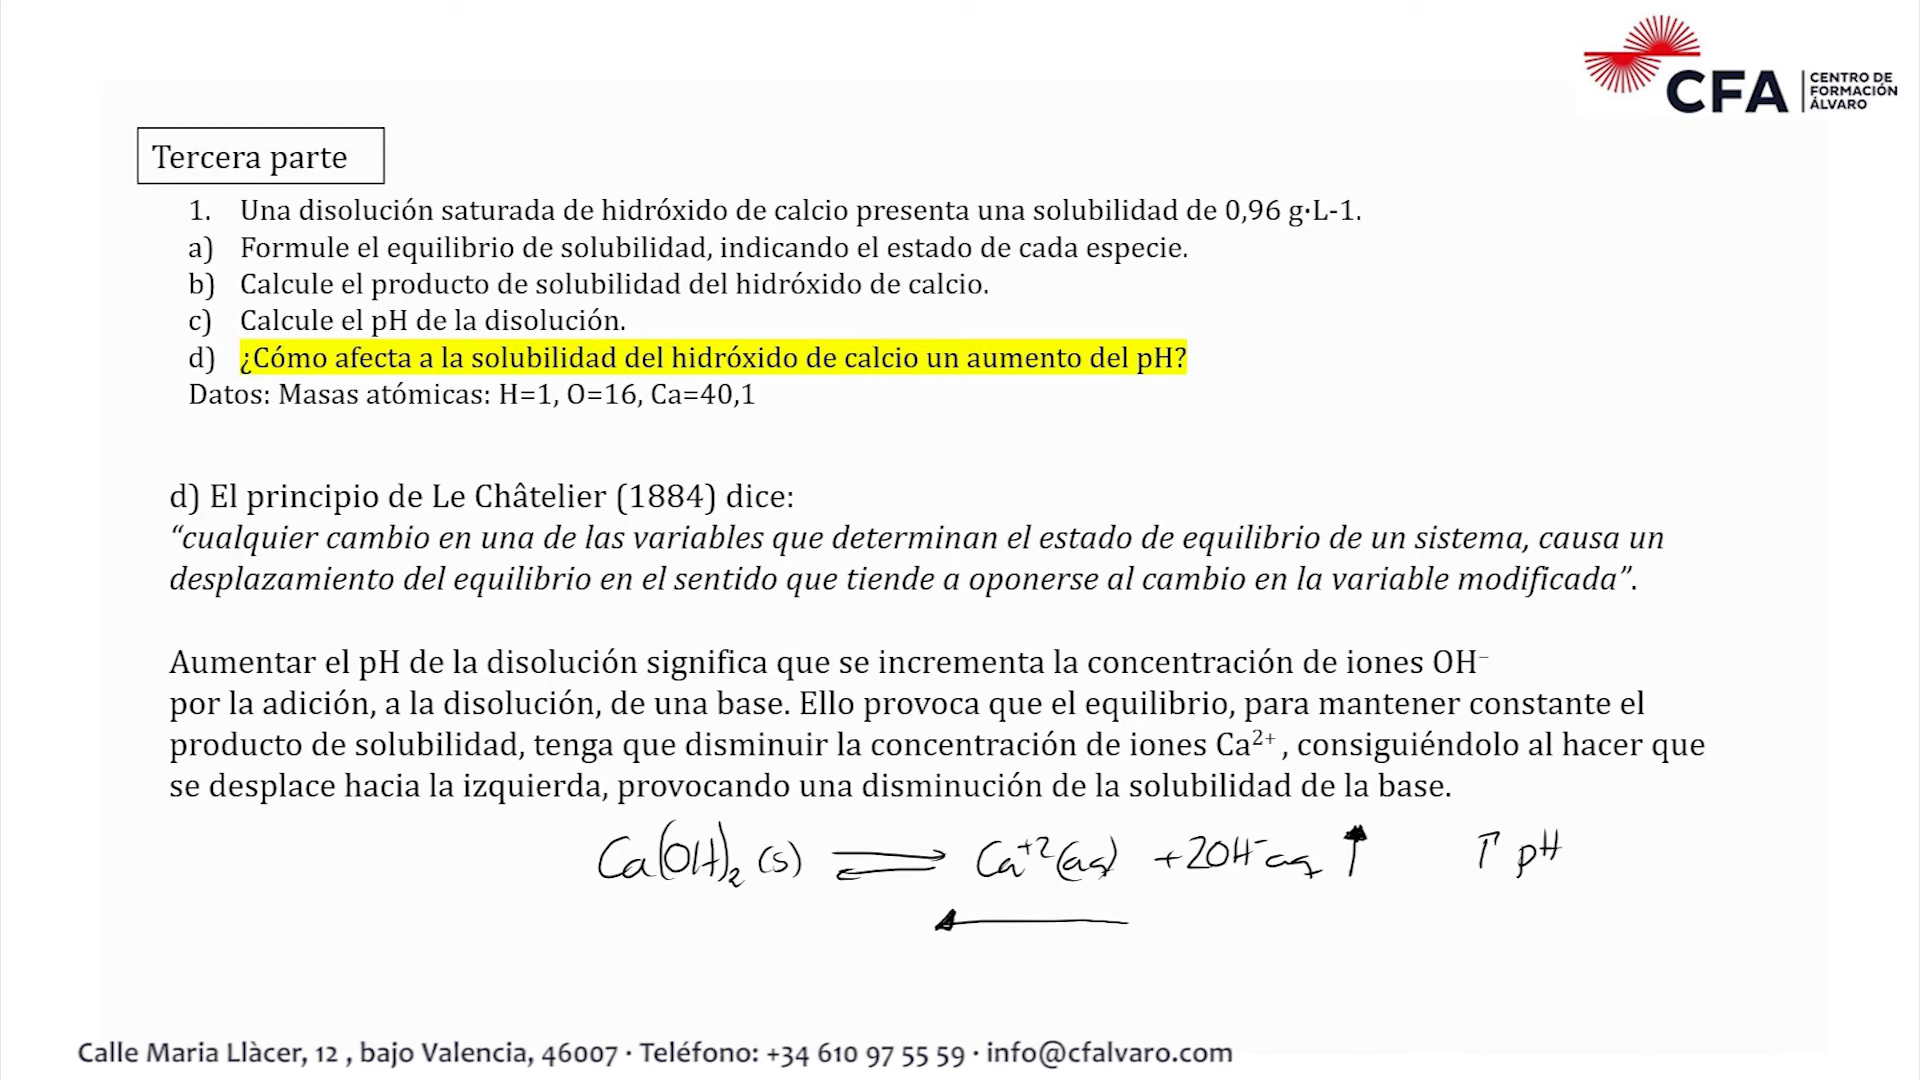 CFA CENTRO DE FORMACIÓN ÁLVARO
Tercera parte
1. Una disolución saturada de hidróxido de calcio presenta una solubilidad de 0,96 g·L-1.
a) Formule el equilibrio de solubilidad, indicando el estado de cada especie.
b) Calcule el producto de solubilidad del hidróxido de calcio.
c) Calcule el pH de la disolución.
d) ¿Cómo afecta a la solubilidad del hidróxido de calcio un aumento del pH?
Datos: Masas atómicas: H=1, O=16, Ca=40,1
d) El principio de Le Châtelier (1884) dice:
“cualquier cambio en una de las variables que determinan el estado de equilibrio de un sistema, causa un
desplazamiento del equilibrio en el sentido que tiende a oponerse al cambio en la variable modificada”.
Aumentar el pH de la disolución significa que se incrementa la concentración de iones OH⁻
por la adición, a la disolución, de una base. Ello provoca que el equilibrio, para mantener constante el
producto de solubilidad, tenga que disminuir la concentración de iones Ca²⁺ , consiguiéndolo al hacer que
se desplace hacia la izquierda, provocando una disminución de la solubilidad de la base.
Ca(OH)₂ (s) ⇌ Ca⁺² (aq) + 2OH⁻ aq ↑ ↑ pH
←
Calle Maria Llàcer, 12 , bajo Valencia, 46007 · Teléfono: +34 610 97 55 59 · info@cfalvaro.com